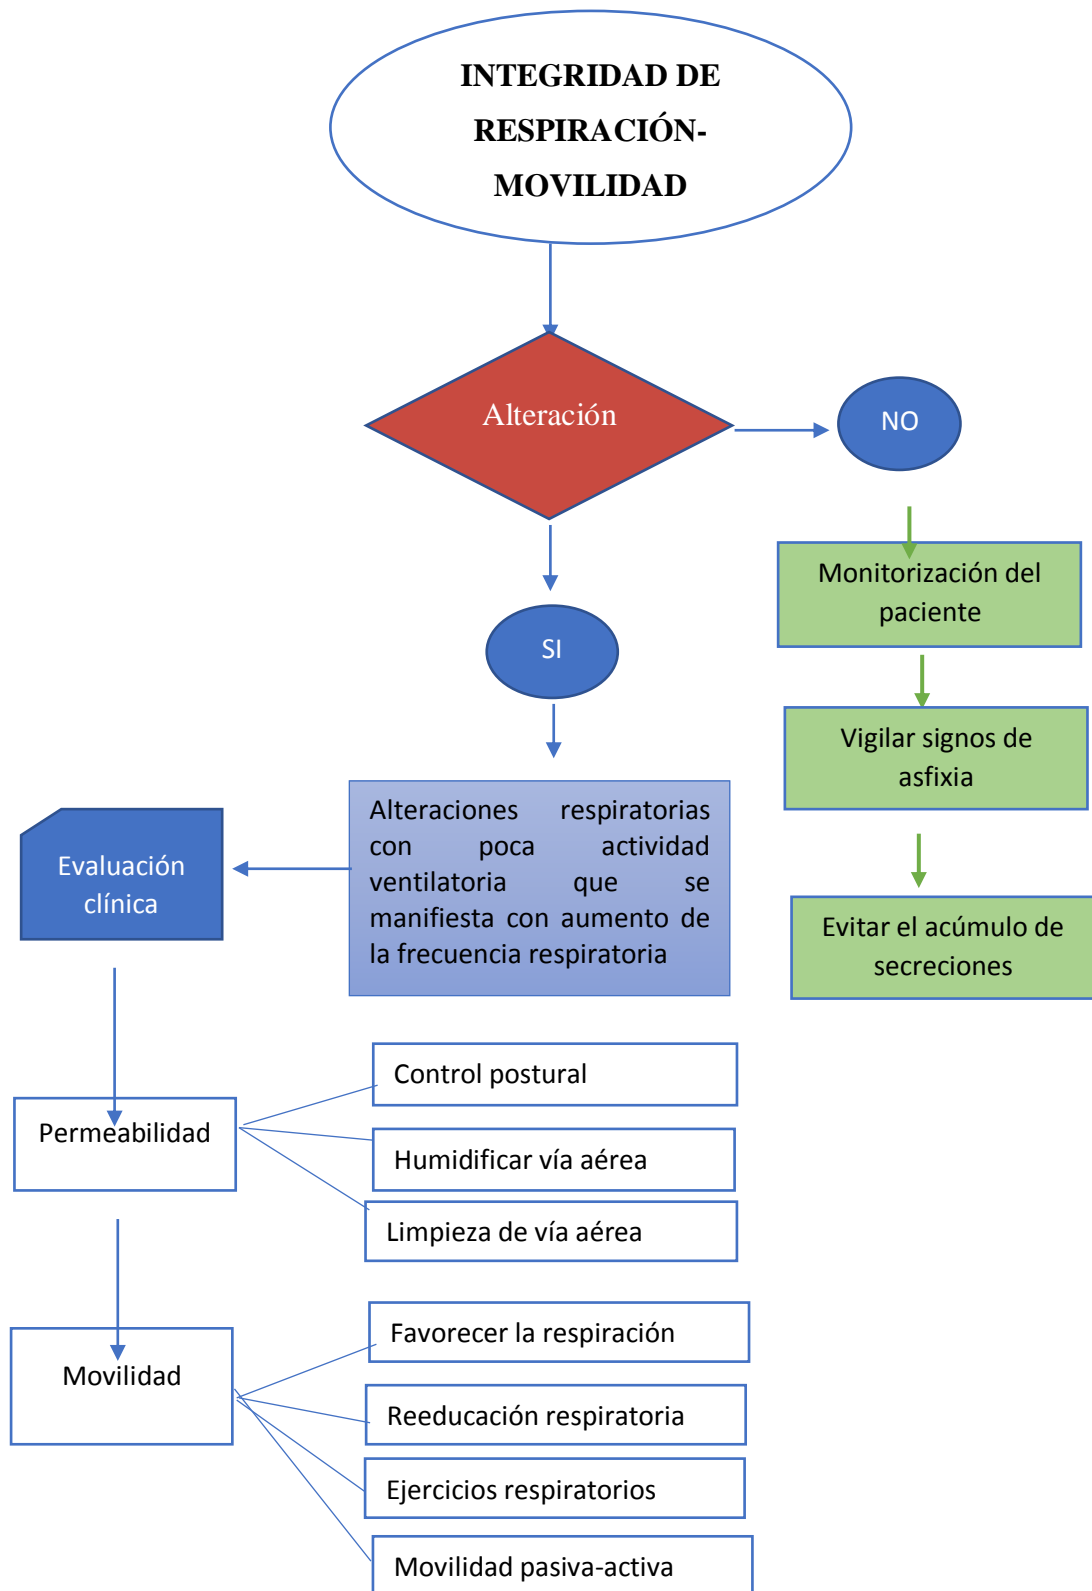 INTEGRIDAD DE
RESPIRACIÓN-
MOVILIDAD
Alteración
NO
Monitorización del
paciente
SI
Vigilar signos de
asfixia
Alteraciones respiratorias
con poca actividad
ventilatoria que se
manifiesta con aumento de
la frecuencia respiratoria
Evaluación
clínica
Evitar el acúmulo de
secreciones
Control postural
Permeabilidad
Humidificar vía aérea
Limpieza de vía aérea
Favorecer la respiración
Movilidad
Reeducación respiratoria
Ejercicios respiratorios
Movilidad pasiva-activa